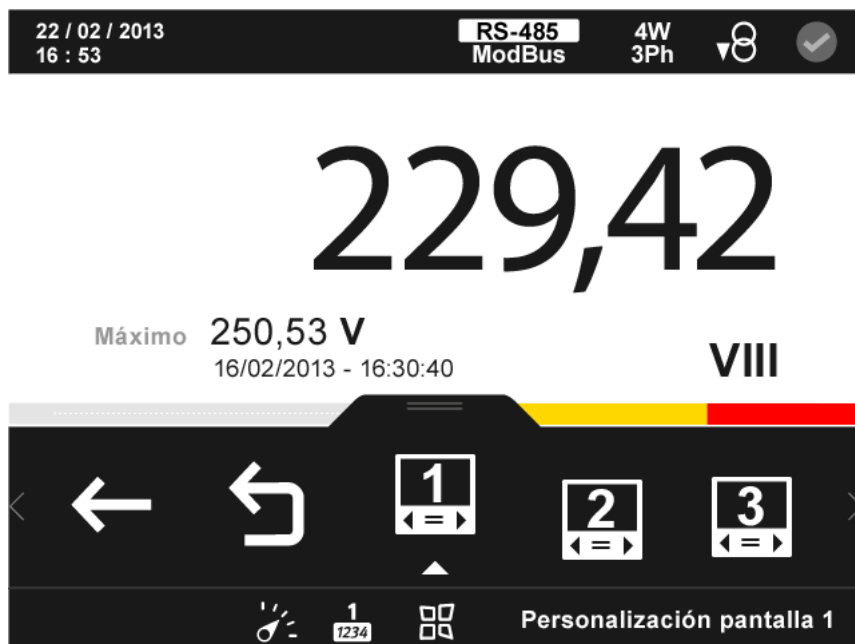 22 / 02 / 2013
16 : 53
RS-485
ModBus
4W
3Ph
229,42
Máximo 250,53 V
16/02/2013 - 16:30:40
VIII
1
2
3
1
1234
Personalización pantalla 1